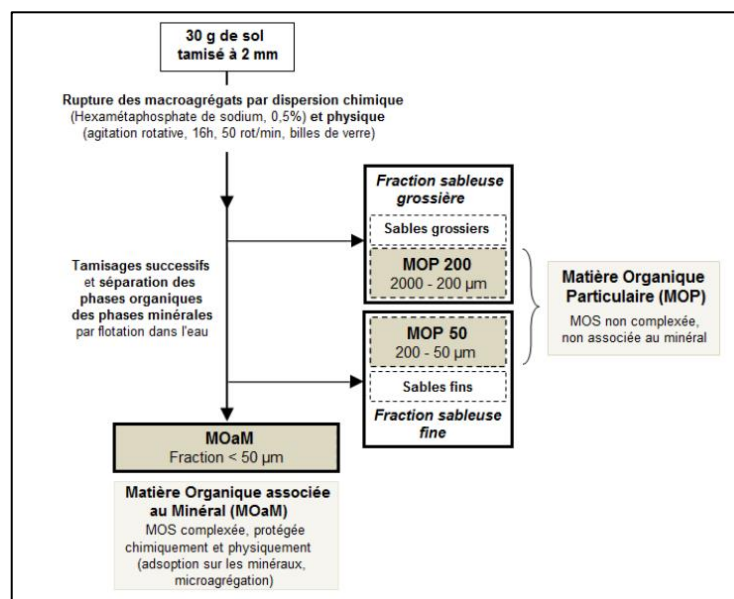 30 g de sol
tamisé à 2 mm
Rupture des macroagrégats par dispersion chimique
(Hexamétaphosphate de sodium, 0,5%) et physique
(agitation rotative, 16h, 50 rot/min, billes de verre)
Fraction sableuse
grossière
Sables grossiers
MOP 200
2000 - 200 µm
Tamisages successifs
et séparation des
phases organiques
des phases minérales
par flotation dans l'eau
Matière Organique
Particulaire (MOP)
MOS non complexée,
non associée au minéral
MOP 50
200 - 50µm
Sables fins
Fraction sableuse
fine
MOaM
Fraction < 50 µm
Matière Organique associée
au Minéral (MOaM)
MOS complexée, protégée
chimiquement et physiquement
(adsoption sur les minéraux,
microagrégation)